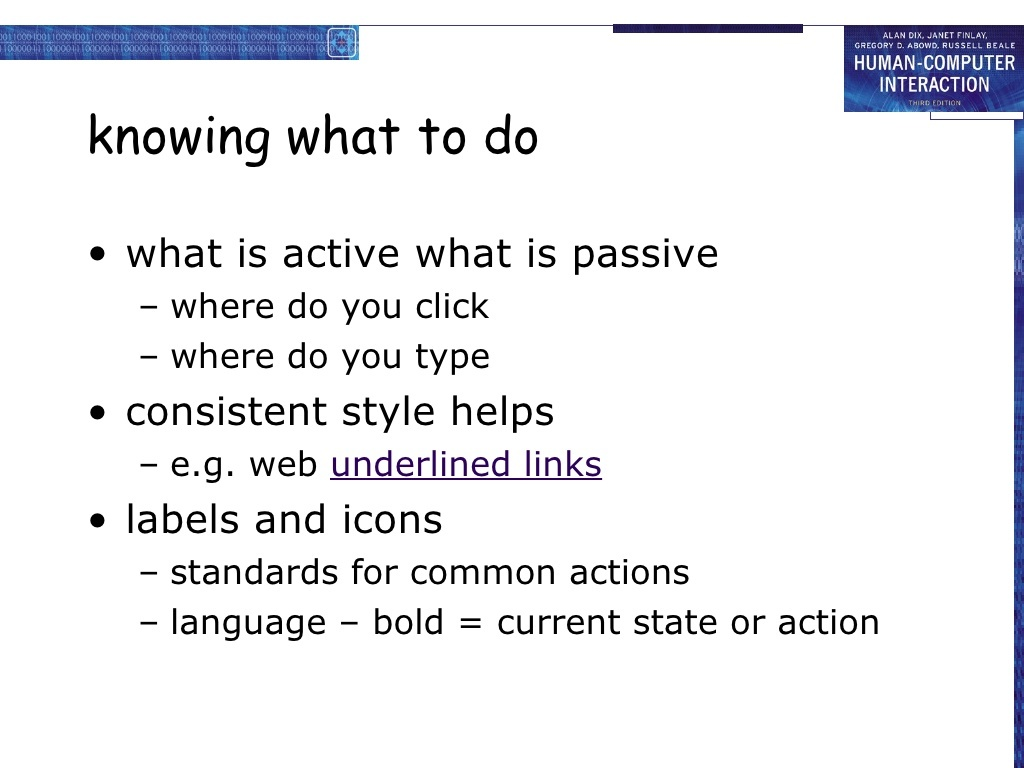 ALAN DIX, JANET FINLAY,
GREGORY D. ABOWD, RUSSELL BEALE
HUMAN-COMPUTER
INTERACTION
THIRD EDITION
knowing what to do
• what is active what is passive
– where do you click
– where do you type
• consistent style helps
– e.g. web underlined links
• labels and icons
– standards for common actions
– language – bold = current state or action